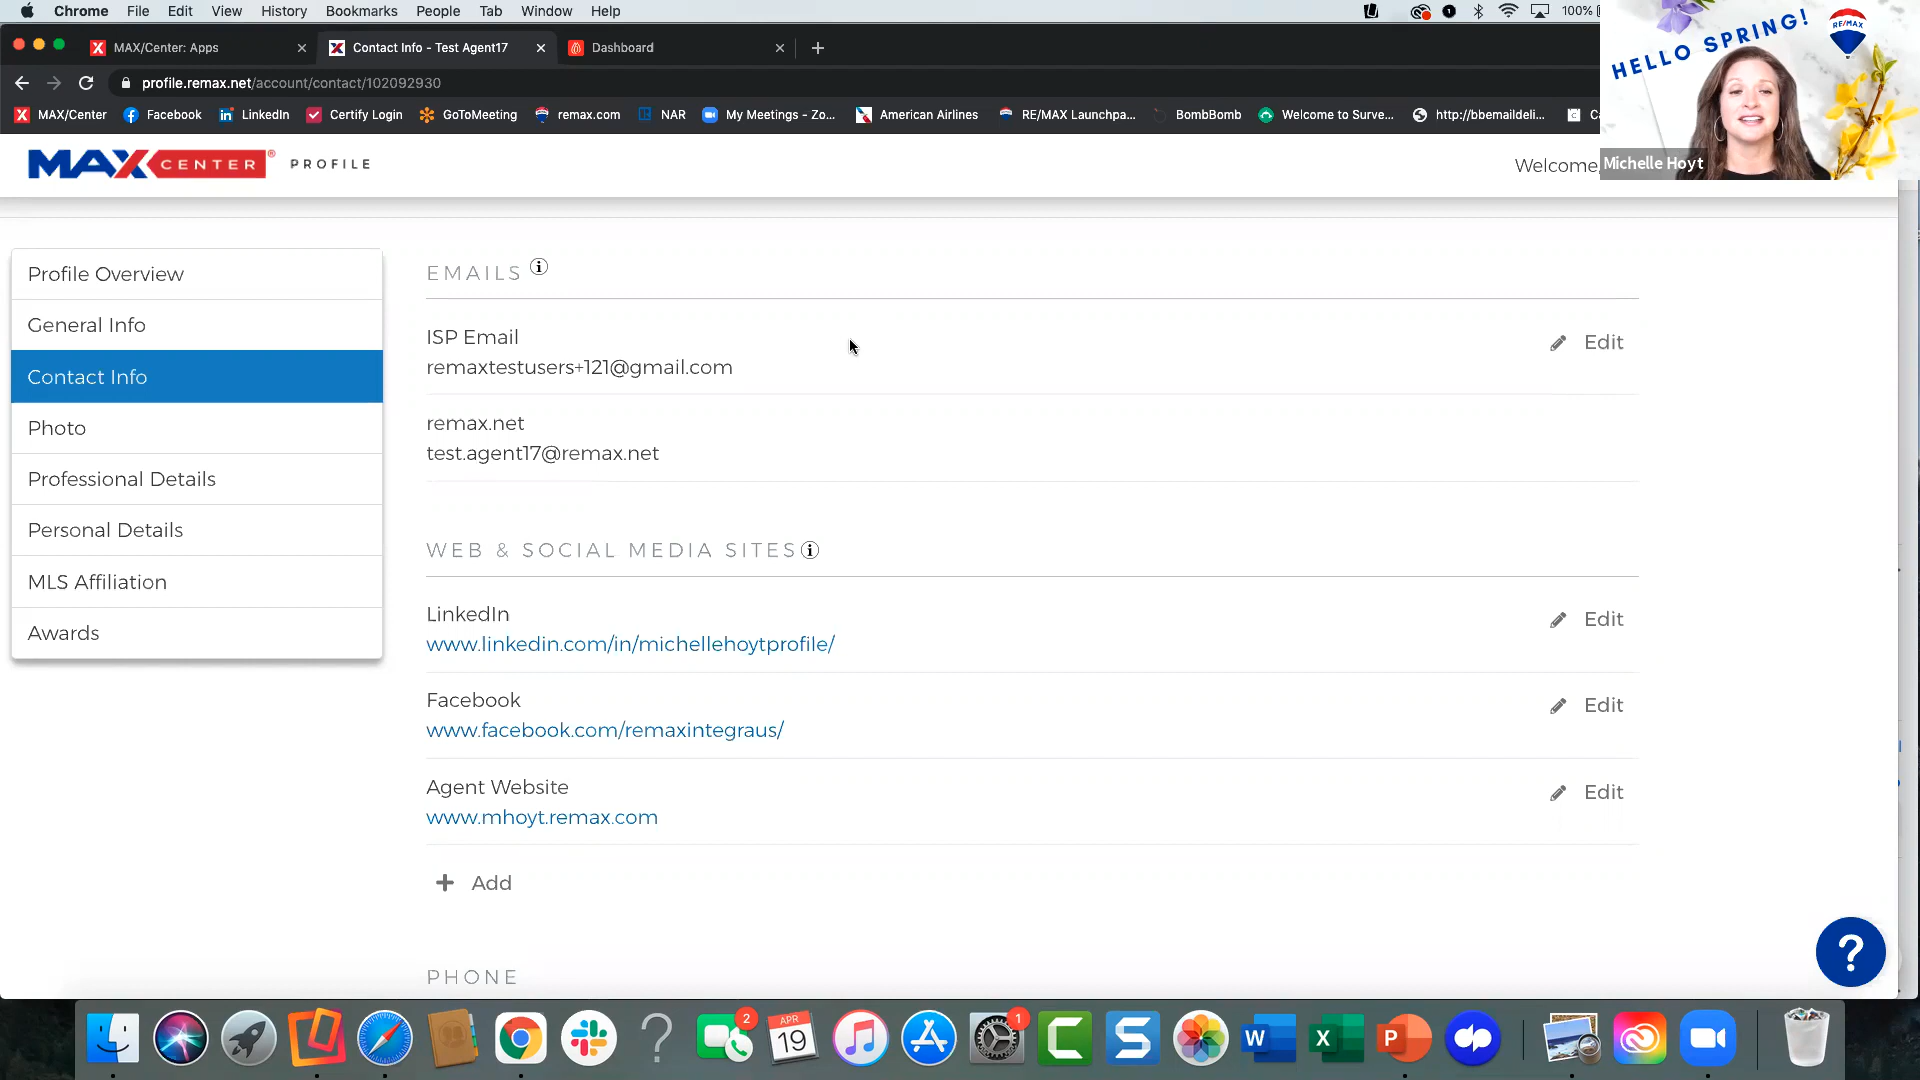 Chrome File Edit View History Bookmarks People Tab Window Help
100%
MAX/Center: Apps
Contact Info - Test Agent17
Dashboard
profile.remax.net/account/contact/102092930
MAX/Center Facebook LinkedIn Certify Login GoToMeeting remax.com NAR My Meetings - Zo... American Airlines RE/MAX Launchpa... BombBomb Welcome to Surve... http://bbemaildeli...
HELLO SPRING!
RE/MAX
Michelle Hoyt
MAX CENTER® PROFILE
Welcome,
Profile Overview
General Info
Contact Info
Photo
Professional Details
Personal Details
MLS Affiliation
Awards
EMAILS
ISP Email
remaxtestusers+121@gmail.com
Edit
remax.net
test.agent17@remax.net
WEB & SOCIAL MEDIA SITES
LinkedIn
www.linkedin.com/in/michellehoytprofile/
Edit
Facebook
www.facebook.com/remaxintegraus/
Edit
Agent Website
www.mhoyt.remax.com
Edit
+ Add
PHONE
?
2
APR
19
1
C
S
W
X
P